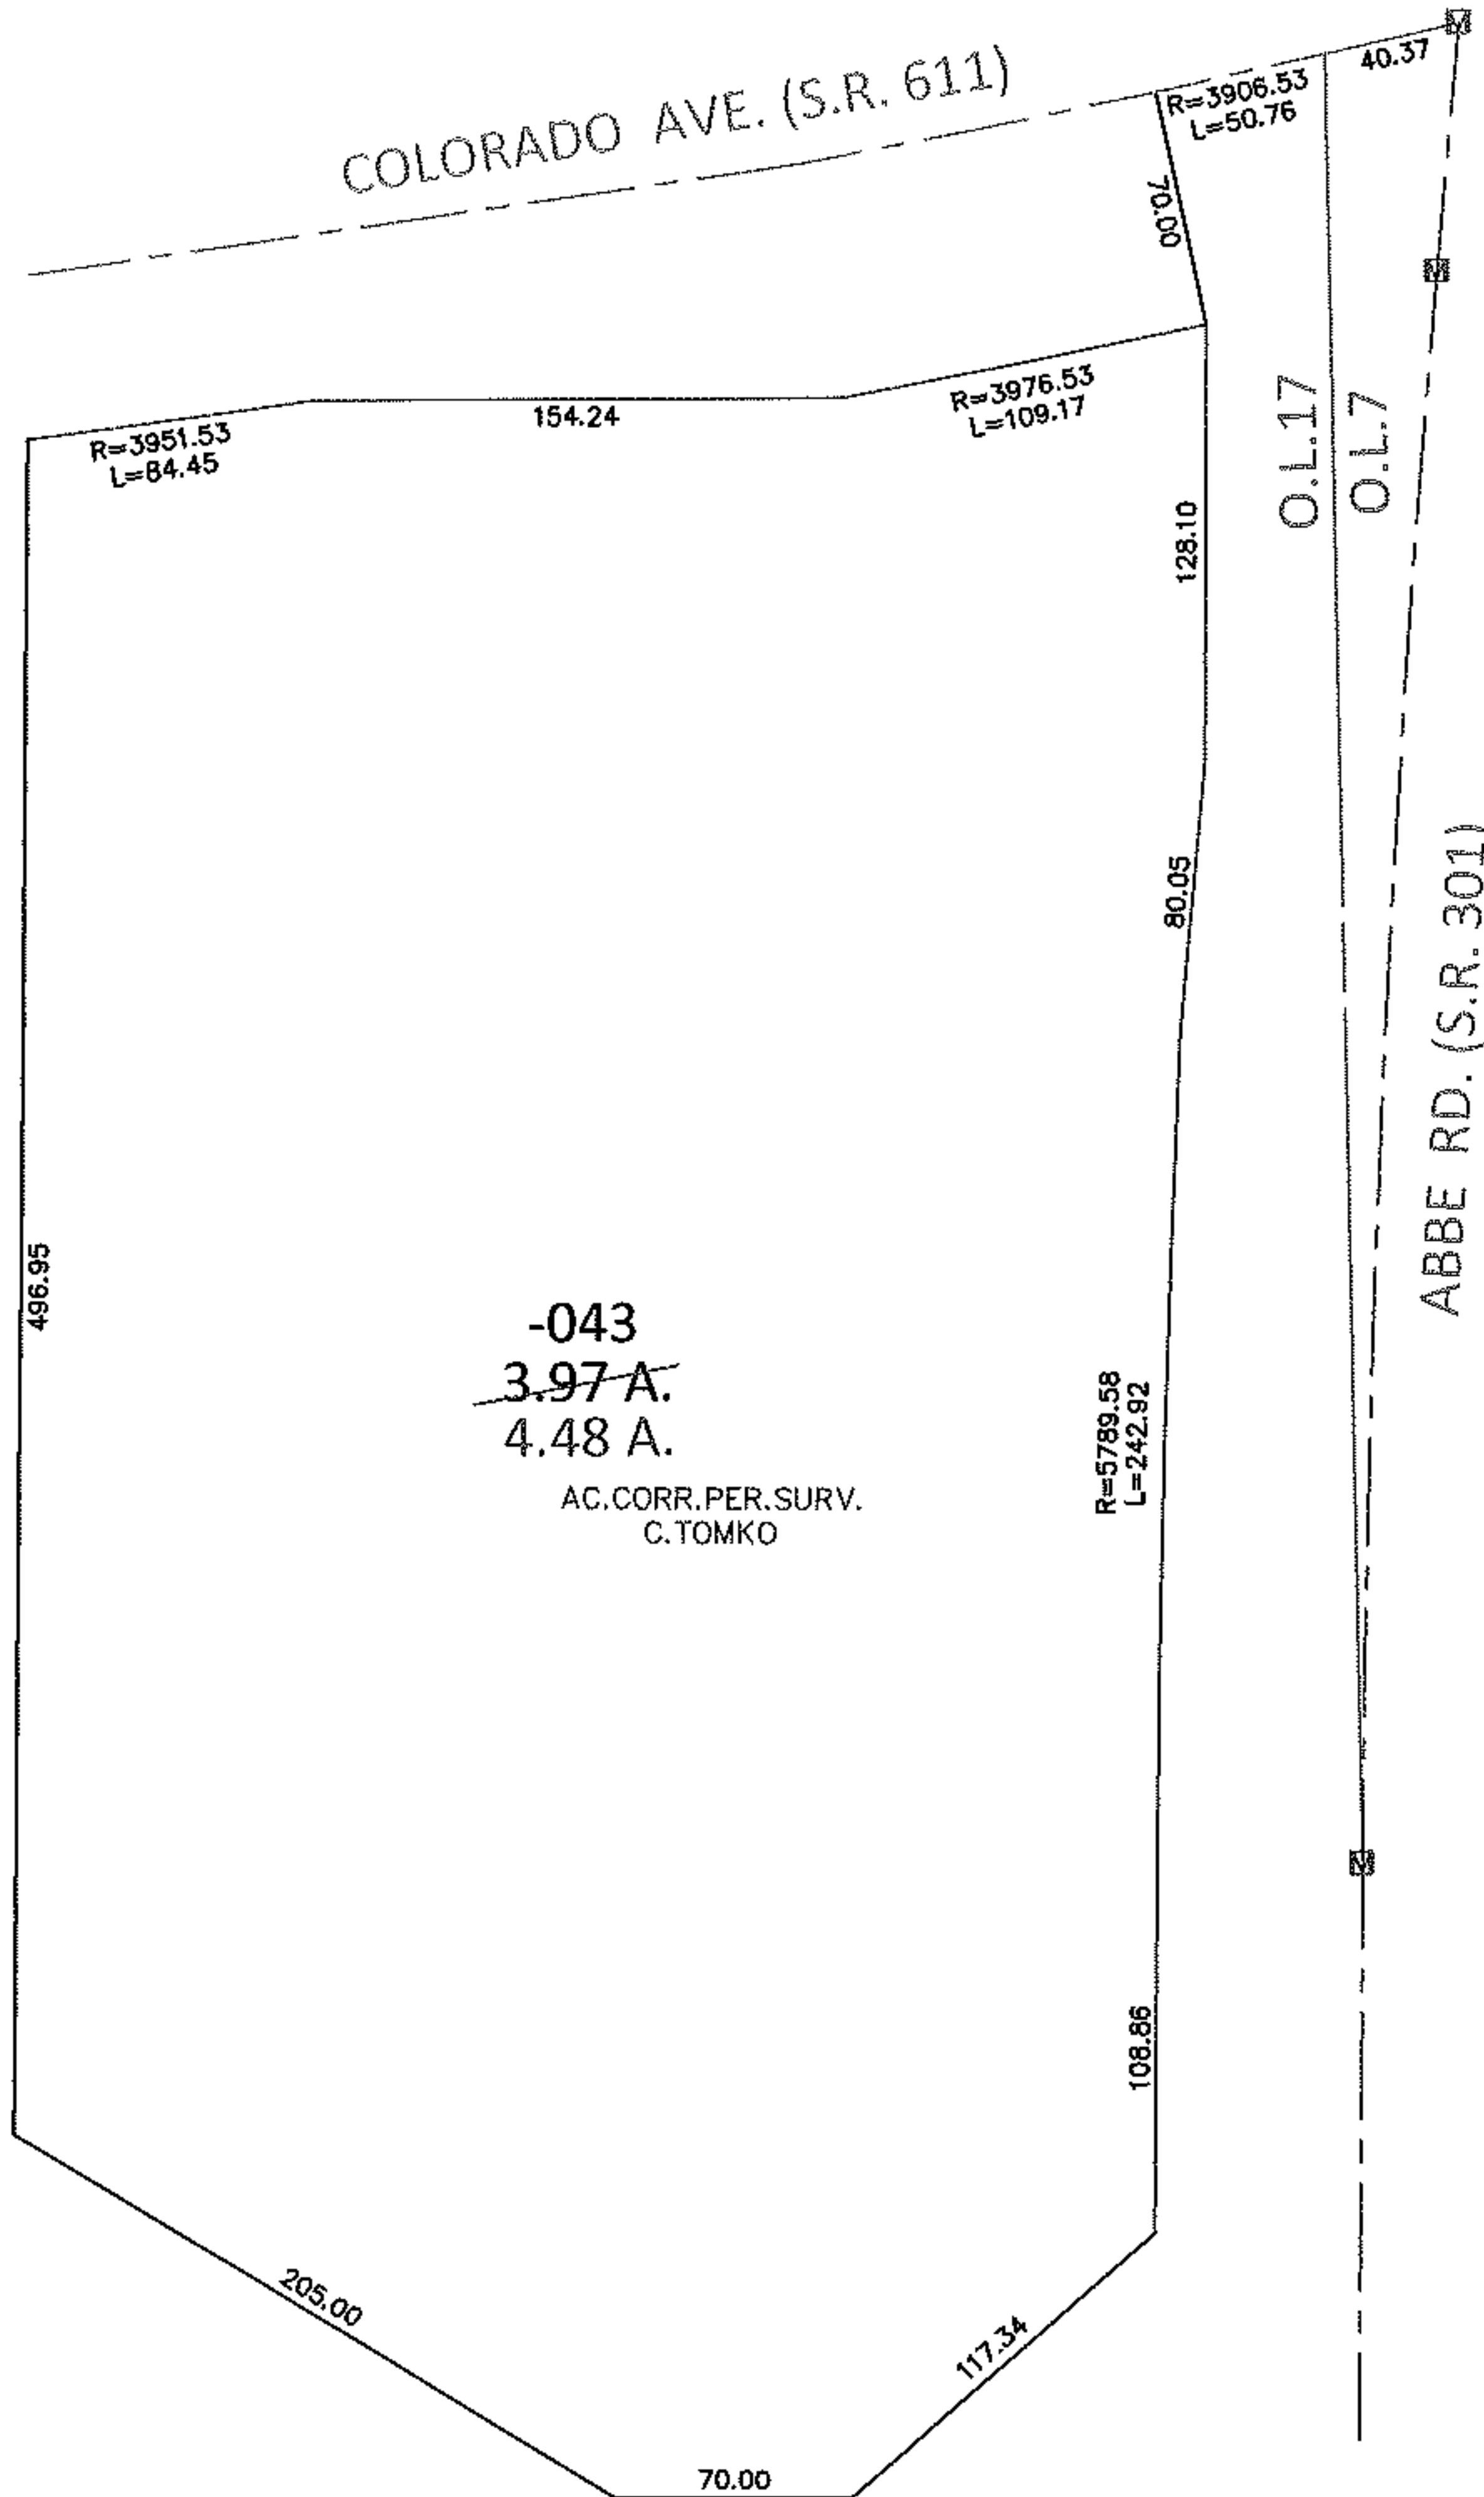 COLORADO AVE. (S.R. 611)
40.37
R=3906.53
L=50.76
70.00
R=3976.53
L=109.17
154.24
R=3951.53
L=84.45
O.L.17
O.L.7
128.10
80.05
ABBE RD. (S.R. 301)
496.95
-043
3.97 A.
4.48 A.
AC.CORR.PER.SURV.
C.TOMKO
R=5789.58
L=242.92
108.86
205.00
117.34
70.00